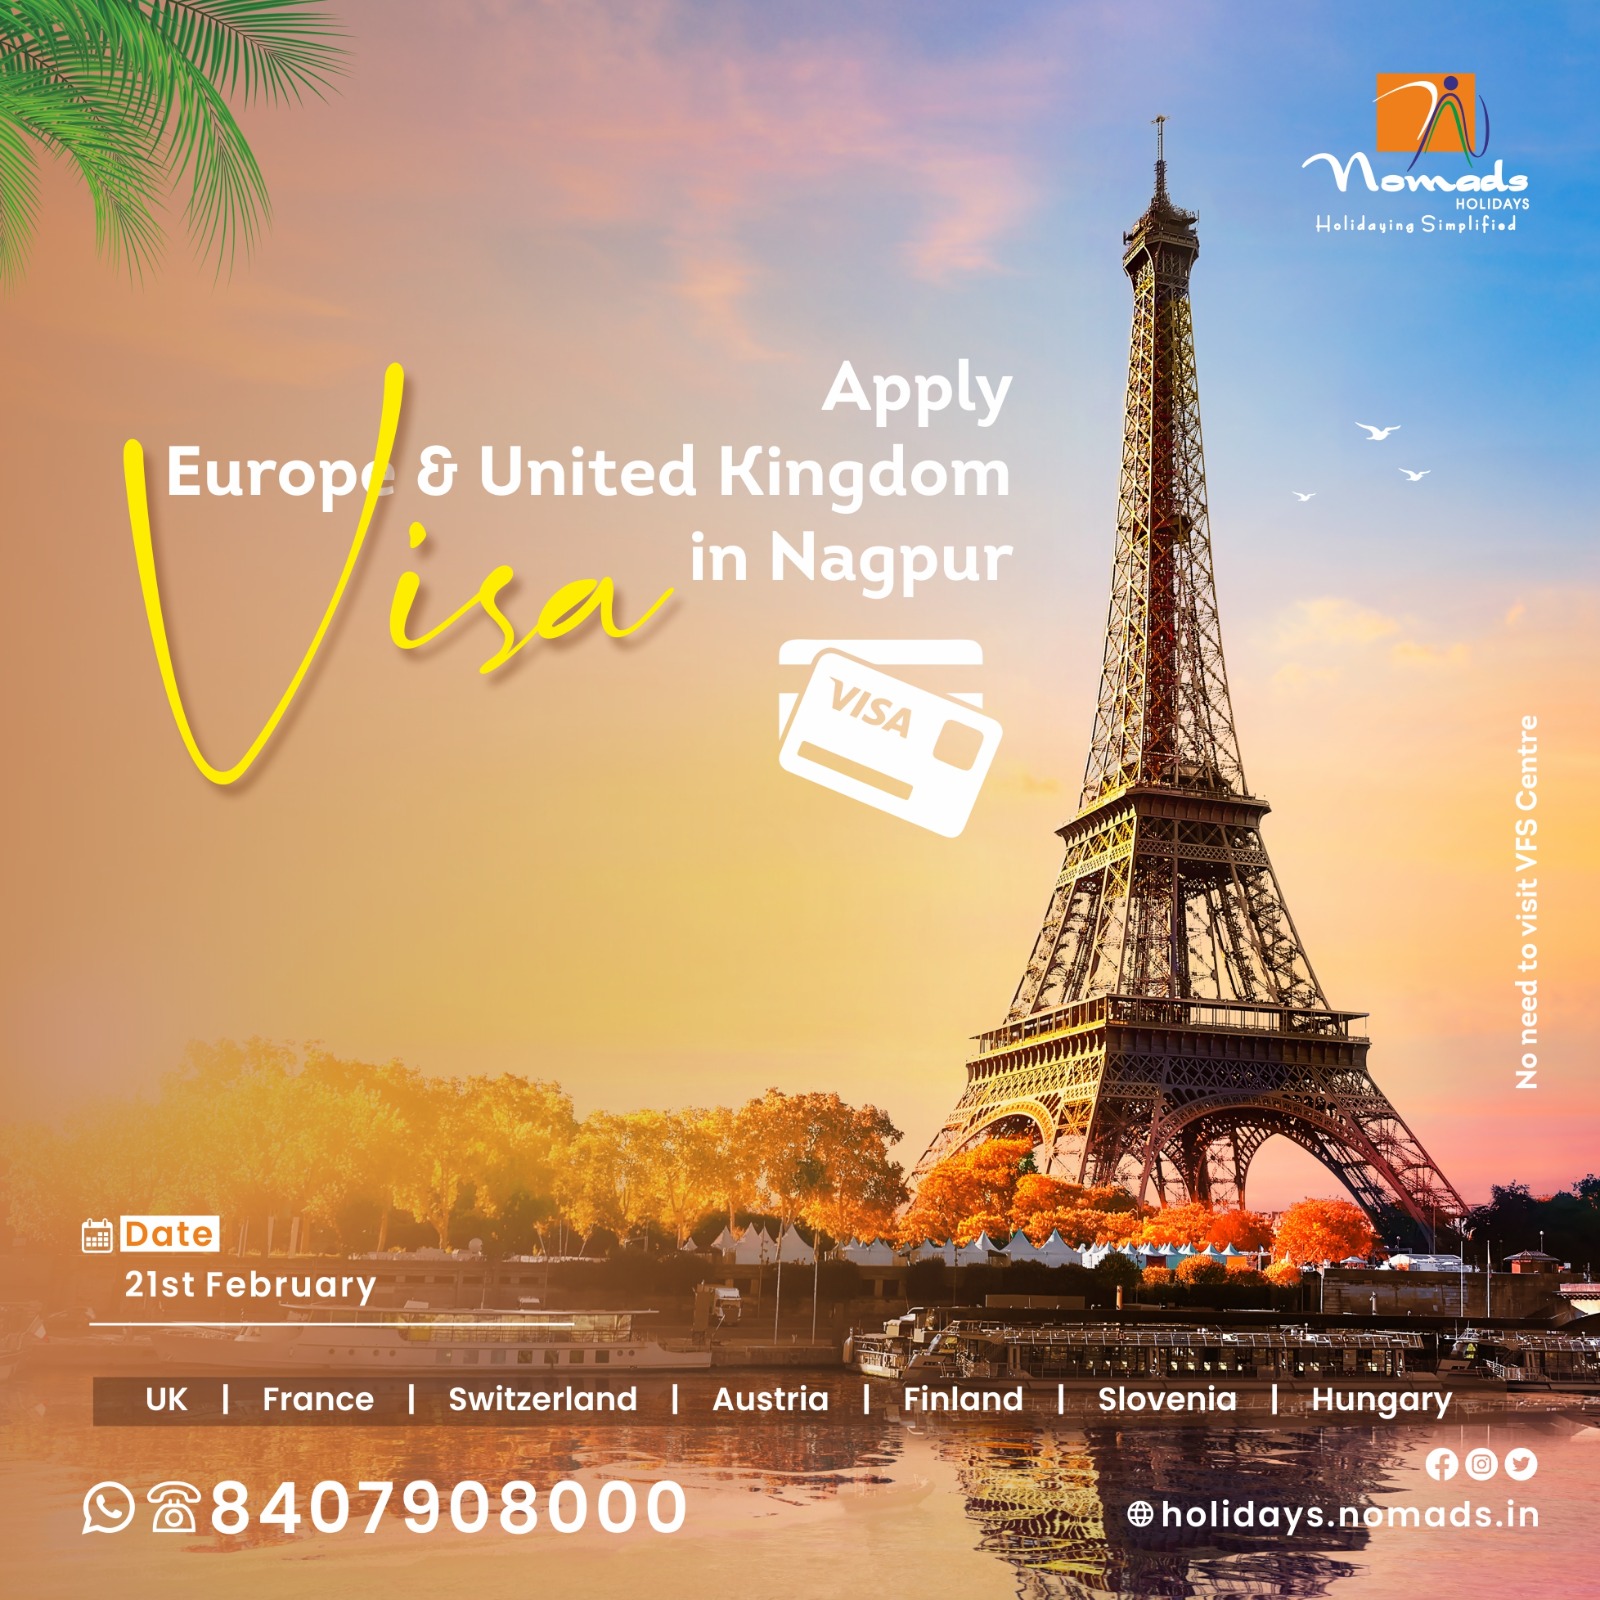 Nomads
HOLIDAYS
Holidaying Simplified
Apply
Europe & United Kingdom
in Nagpur
Visa
VISA
No need to visit VFS Centre
Date
21st February
UK | France | Switzerland | Austria | Finland | Slovenia | Hungary
8407908000
holidays.nomads.in